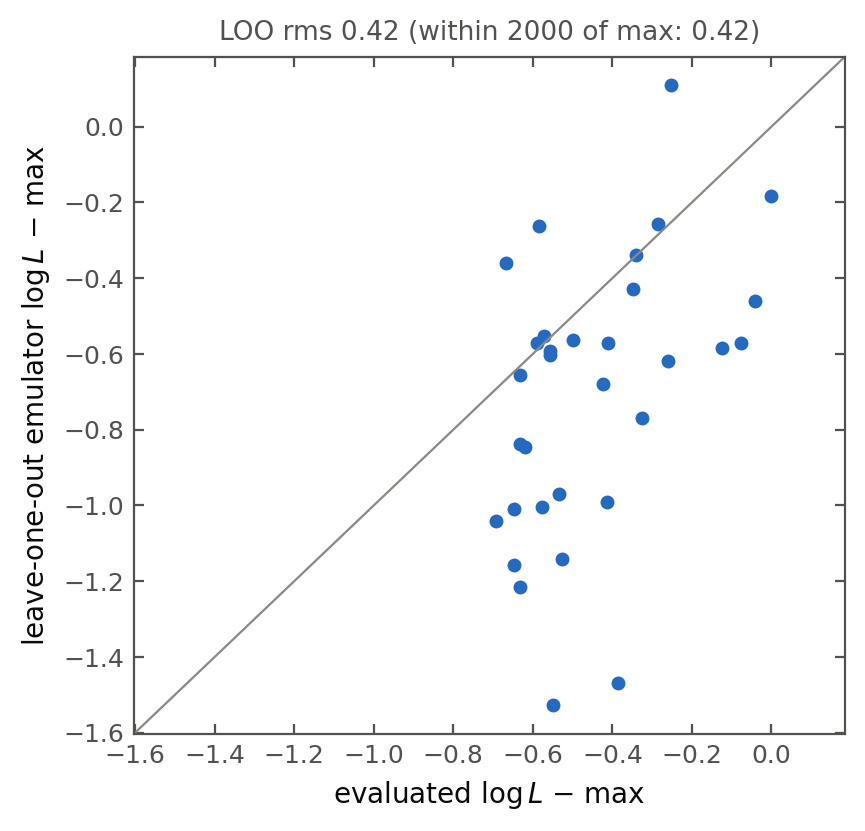 LOO rms 0.42 (within 2000 of max: 0.42)
leave-one-out emulator log L − max
0.0
−0.2
−0.4
−0.6
−0.8
−1.0
−1.2
−1.4
−1.6
−1.6 −1.4 −1.2 −1.0 −0.8 −0.6 −0.4 −0.2 0.0
evaluated log L − max